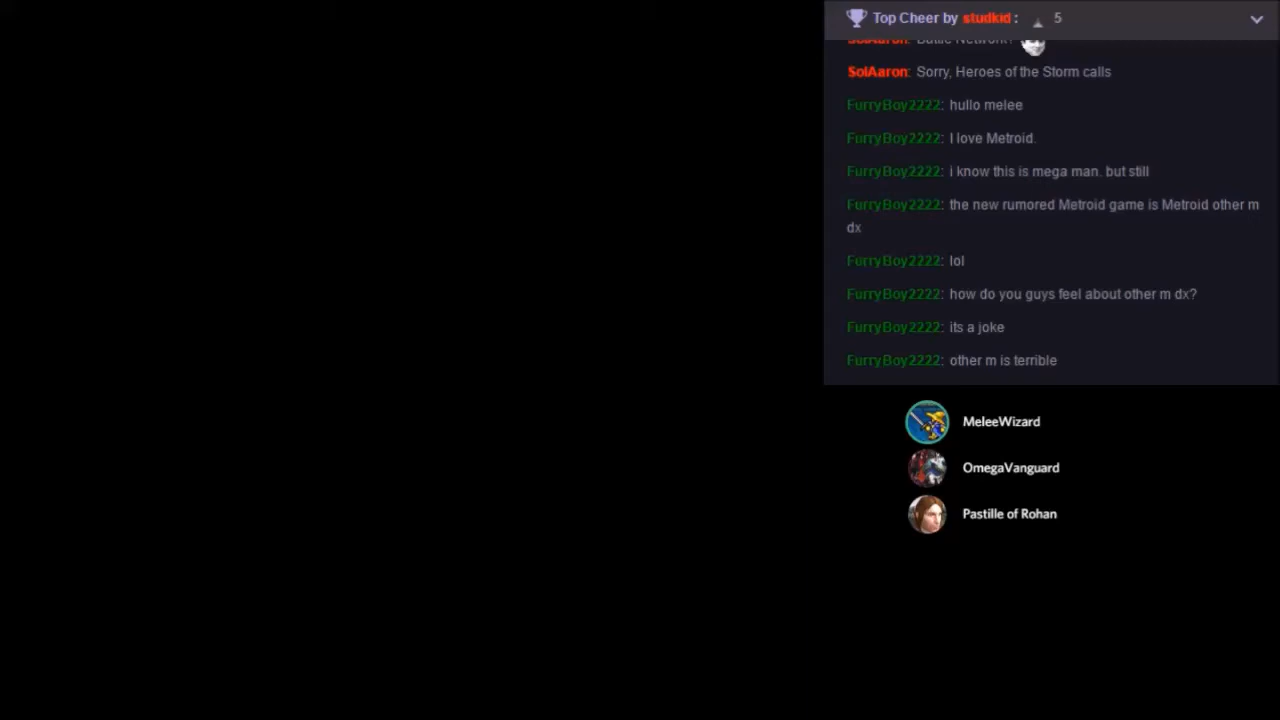 Top Cheer by studkid: 5
SolAaron: Battle Network?
SolAaron: Sorry, Heroes of the Storm calls
FurryBoy2222: hullo melee
FurryBoy2222: I love Metroid.
FurryBoy2222: i know this is mega man. but still
FurryBoy2222: the new rumored Metroid game is Metroid other m
dx
FurryBoy2222: lol
FurryBoy2222: how do you guys feel about other m dx?
FurryBoy2222: its a joke
FurryBoy2222: other m is terrible
MeleeWizard
OmegaVanguard
Pastille of Rohan